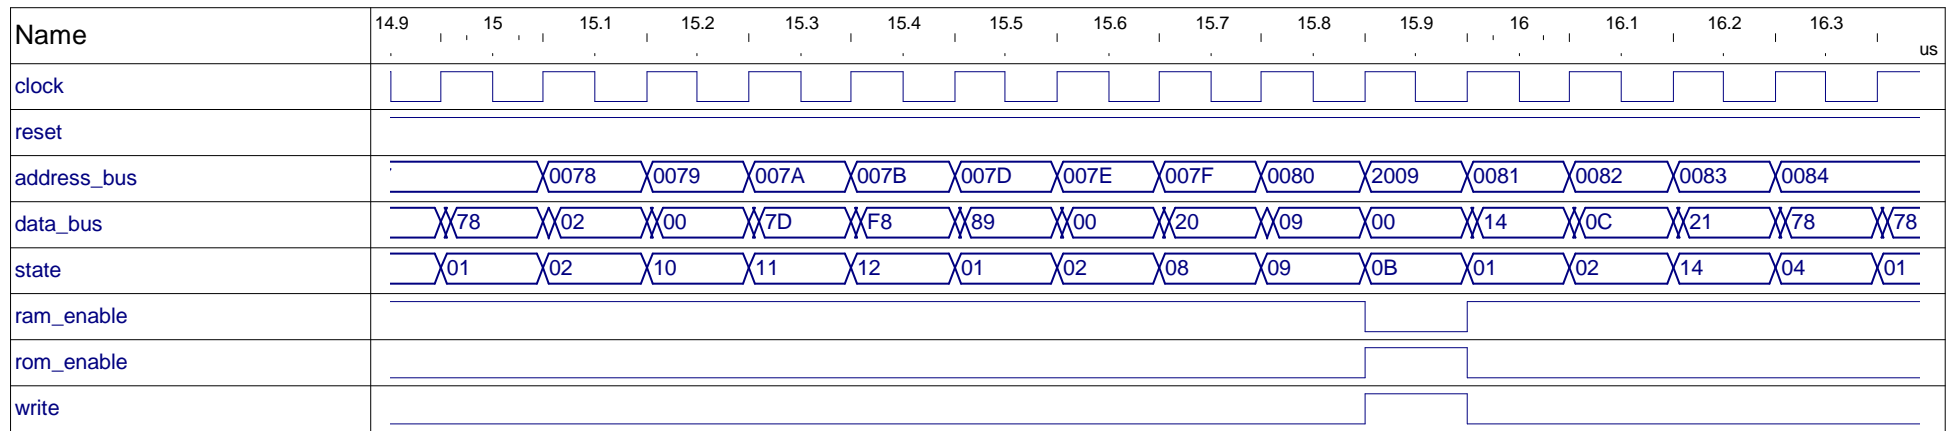 Name 14.9 15 15.1 15.2 15.3 15.4 15.5 15.6 15.7 15.8 15.9 16 16.1 16.2 16.3 us
clock
reset
address_bus 0078 0079 007A 007B 007D 007E 007F 0080 2009 0081 0082 0083 0084
data_bus 78 02 00 7D F8 89 00 20 09 00 14 0C 21 78 78
state 01 02 10 11 12 01 02 08 09 0B 01 02 14 04 01
ram_enable
rom_enable
write